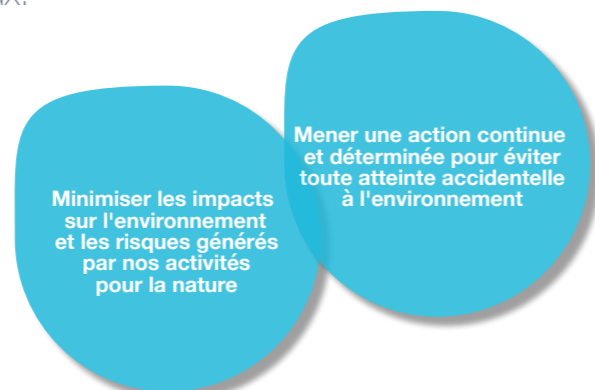 Minimiser les impacts
sur l'environnement
et les risques générés
par nos activités
pour la nature
Mener une action continue
et déterminée pour éviter
toute atteinte accidentelle
à l'environnement